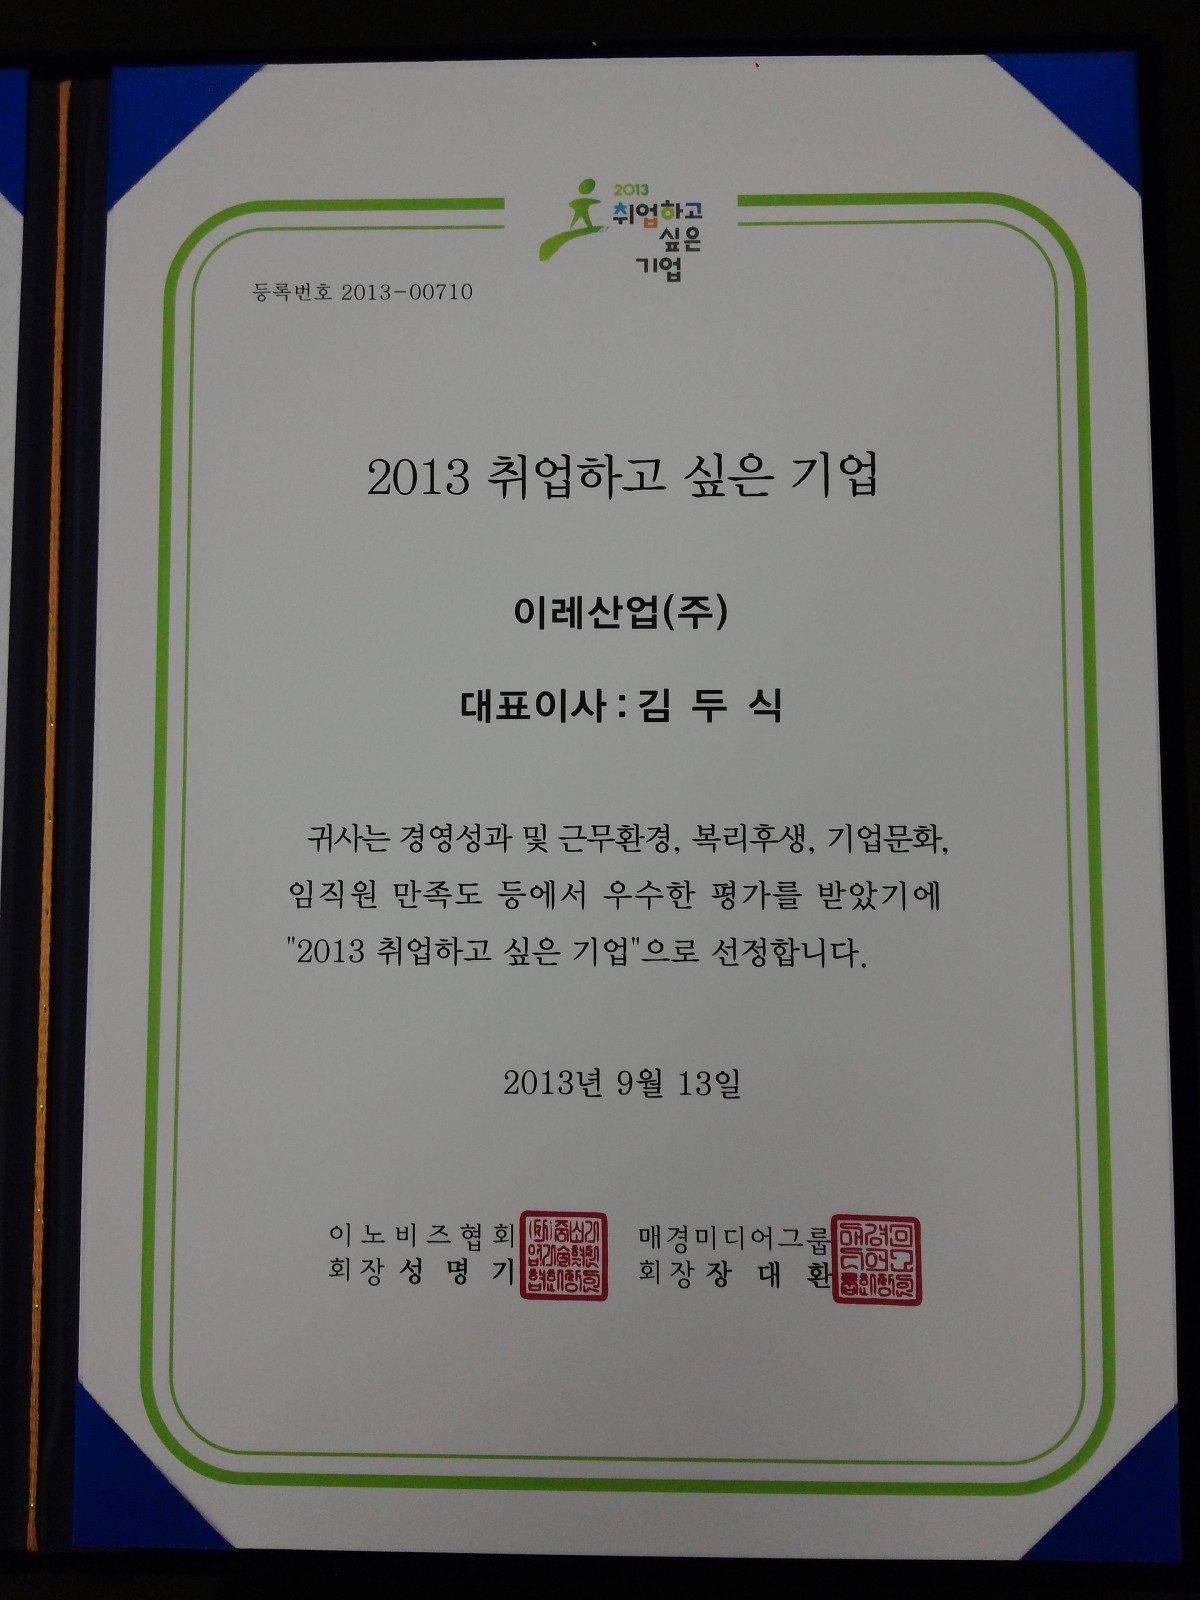 2013
취업하고
싶은
기업
등록번호 2013-00710
2013 취업하고 싶은 기업
이레산업(주)
대표이사 : 김 두 식
귀사는 경영성과 및 근무환경, 복리후생, 기업문화,
임직원 만족도 등에서 우수한 평가를 받았기에
"2013 취업하고 싶은 기업"으로 선정합니다.
2013년 9월 13일
이노비즈협회
회장 성 명 기
매경미디어그룹
회장 장 대 환